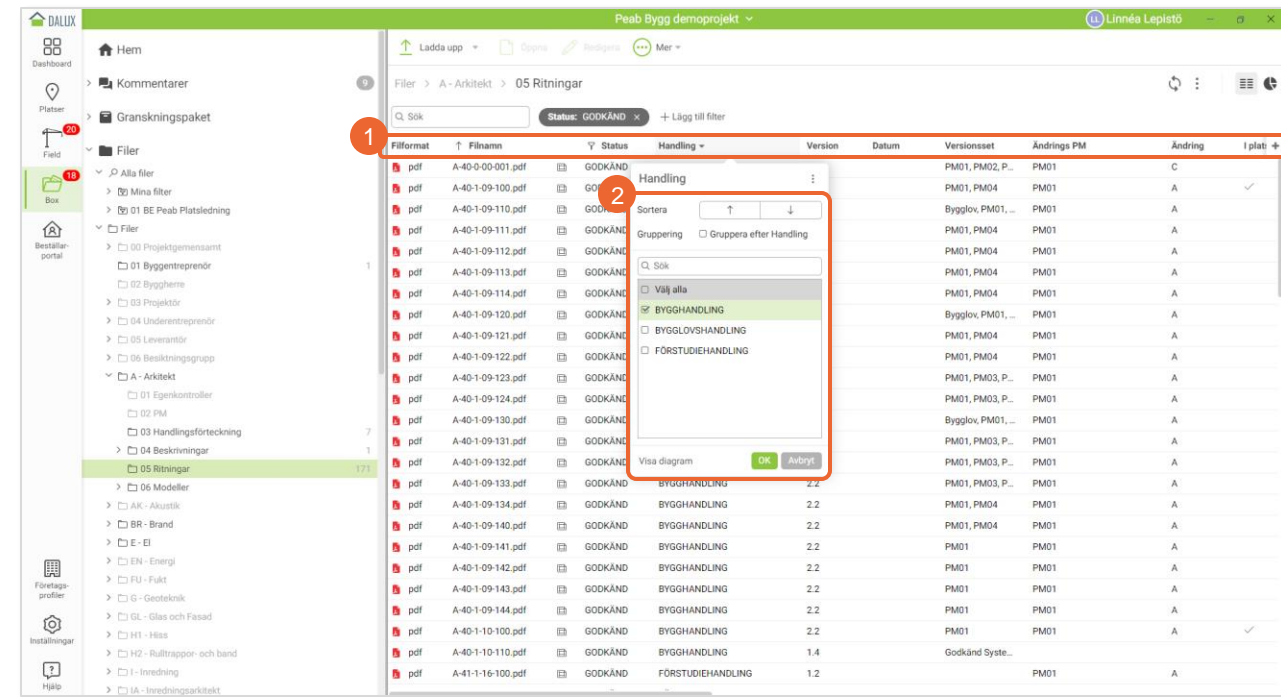 DALUX
Peab Bygg demoprojekt
LL Linnéa Lepistö
Dashboard
Platser
20
Field
18
Box
Beställar-
portal
Företags-
profiler
Inställningar
Hjälp
Hem
Kommentarer 9
Granskningspaket
Filer
Alla filer
Mina filter
01 BE Peab Platsledning
Filer
00 Projektgemensamt
01 Byggentreprenör 1
02 Byggherre
03 Projektör
04 Underentreprenör
05 Leverantör
06 Besiktningsgrupp
A - Arkitekt
01 Egenkontroller
02 PM
03 Handlingsförteckning 7
04 Beskrivningar 1
05 Ritningar 171
06 Modeller
AK - Akustik
BR - Brand
E - El
EN - Energi
FU - Fukt
G - Geoteknik
GL - Glas och Fasad
H1 - Hiss
H2 - Rulltrappor- och band
I - Inredning
IA - Inredningsarkitekt
Ladda upp Öppna Redigera Mer
Filer > A - Arkitekt > 05 Ritningar
Sök Status: GODKÄND × + Lägg till filter
1
Filformat ↑ Filnamn Status Handling Version Datum Versionsset Ändrings PM Ändring I plats +
pdf A-40-0-00-001.pdf GODKÄND PM01, PM02, P... PM01 C
pdf A-40-1-09-100.pdf PM01, PM04 PM01 A
pdf A-40-1-09-110.pdf GODKÄND Bygglov, PM01, ... PM01 A
pdf A-40-1-09-111.pdf GODKÄND PM01, PM04 PM01 A
pdf A-40-1-09-112.pdf GODKÄND PM01, PM04 PM01 A
pdf A-40-1-09-113.pdf GODKÄND PM01, PM04 PM01 A
pdf A-40-1-09-114.pdf GODKÄND PM01, PM04 PM01 A
pdf A-40-1-09-120.pdf GODKÄND Bygglov, PM01, ... PM01 A
pdf A-40-1-09-121.pdf GODKÄND PM01, PM04 PM01 A
pdf A-40-1-09-122.pdf GODKÄND PM01, PM04 PM01 A
pdf A-40-1-09-123.pdf GODKÄND PM01, PM03, P... PM01 A
pdf A-40-1-09-124.pdf GODKÄND PM01, PM03, P... PM01 A
pdf A-40-1-09-130.pdf GODKÄND Bygglov, PM01, ... PM01 A
pdf A-40-1-09-131.pdf GODKÄND PM01, PM03, P... PM01 A
pdf A-40-1-09-132.pdf GODKÄND PM01, PM03, P... PM01 A
pdf A-40-1-09-133.pdf GODKÄND BYGGHANDLING 2.2 PM01, PM03, P... PM01 A
pdf A-40-1-09-134.pdf GODKÄND BYGGHANDLING 2.2 PM01, PM04 PM01 A
pdf A-40-1-09-140.pdf GODKÄND BYGGHANDLING 2.2 PM01, PM04 PM01 A
pdf A-40-1-09-141.pdf GODKÄND BYGGHANDLING 2.2 PM01 PM01 A
pdf A-40-1-09-142.pdf GODKÄND BYGGHANDLING 2.2 PM01 PM01 A
pdf A-40-1-09-143.pdf GODKÄND BYGGHANDLING 2.2 PM01 PM01 A
pdf A-40-1-09-144.pdf GODKÄND BYGGHANDLING 2.2 PM01 PM01 A
pdf A-40-1-10-100.pdf GODKÄND BYGGHANDLING 2.2 PM01 PM01 A
pdf A-40-1-10-110.pdf GODKÄND BYGGHANDLING 1.4 Godkänd Syste...
pdf A-41-1-16-100.pdf GODKÄND FÖRSTUDIEHANDLING 1.2 PM01 A
Handling
2
Sortera ↑ ↓
Gruppering Gruppera efter Handling
Sök
Välj alla
BYGGHANDLING
BYGGLOVSHANDLING
FÖRSTUDIEHANDLING
Visa diagram OK Avbryt